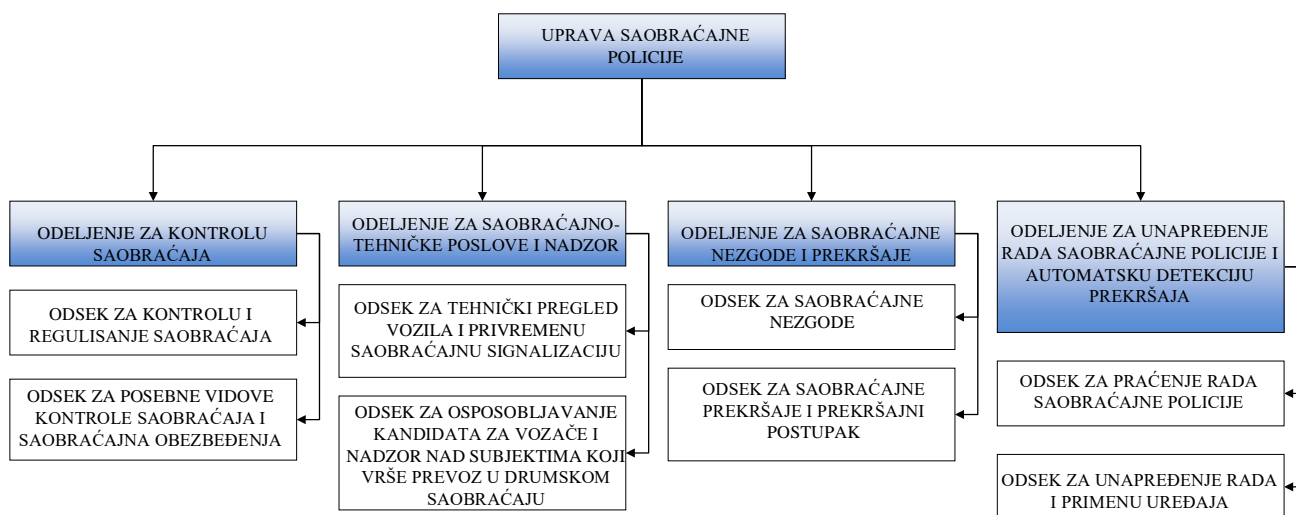 UPRAVA SAOBRAĆAJNE
POLICIJE
ODELJENJE ZA KONTROLU
SAOBRAĆAJA
ODSEK ZA KONTROLU I
REGULISANJE SAOBRAĆAJA
ODSEK ZA POSEBNE VIDOVE
KONTROLE SAOBRAĆAJA I
SAOBRAĆAJNA OBEZBEĐENJA
ODELJENJE ZA SAOBRAĆAJNO-
TEHNIČKE POSLOVE I NADZOR
ODSEK ZA TEHNIČKI PREGLED
VOZILA I PRIVREMENU
SAOBRAĆAJNU SIGNALIZACIJU
ODSEK ZA OSPOSOBLJAVANJE
KANDIDATA ZA VOZAČE I
NADZOR NAD SUBJEKTIMA KOJI
VRŠE PREVOZ U DRUMSKOM
SAOBRAĆAJU
ODELJENJE ZA SAOBRAĆAJNE
NEZGODE I PREKRŠAJE
ODSEK ZA SAOBRAĆAJNE
NEZGODE
ODSEK ZA SAOBRAĆAJNE
PREKRŠAJE I PREKRŠAJNI
POSTUPAK
ODELJENJE ZA UNAPREĐENJE
RADA SAOBRAĆAJNE POLICIJE I
AUTOMATSKU DETEKCIJU
PREKRŠAJA
ODSEK ZA PRAĆENJE RADA
SAOBRAĆAJNE POLICIJE
ODSEK ZA UNAPREĐENJE RADA
I PRIMENU UREĐAJA